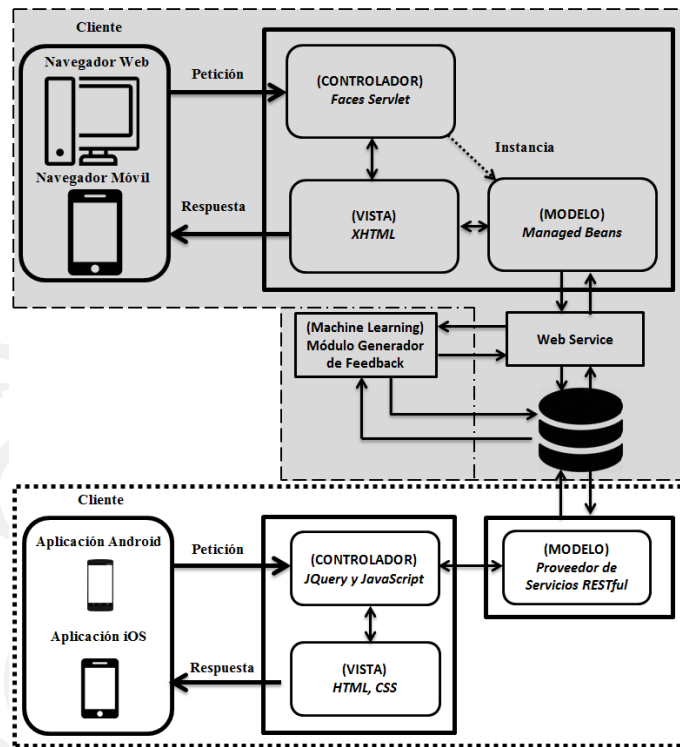 Cliente
Navegador Web
Navegador Móvil
Petición
Respuesta
(CONTROLADOR)
Faces Servlet
Instancia
(VISTA)
XHTML
(MODELO)
Managed Beans
(Machine Learning)
Módulo Generador
de Feedback
Web Service
Cliente
Aplicación Android
Aplicación iOS
Petición
Respuesta
(CONTROLADOR)
JQuery y JavaScript
(VISTA)
HTML, CSS
(MODELO)
Proveedor de
Servicios RESTful